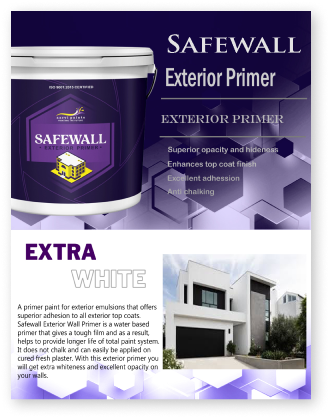 SAFEWALL
Exterior Primer
EXTERIOR PRIMER
Superior opacity and hideness
Enhances top coat finish
Excellent adhession
Anti chalking
ISO 9001:2015 CERTIFIED
SAFEWALL
EXTERIOR PRIMER
EXTRA
WHITE
A primer paint for exterior emulsions that offers
superior adhesion to all exterior top coats.
Safewall Exterior Wall Primer is a water based
primer that gives a tough film and as a result,
helps to provide longer life of total paint system.
It does not chalk and can easily be applied on
cured fresh plaster. With this exterior primer you
will get extra whiteness and excellent opacity on
your walls.